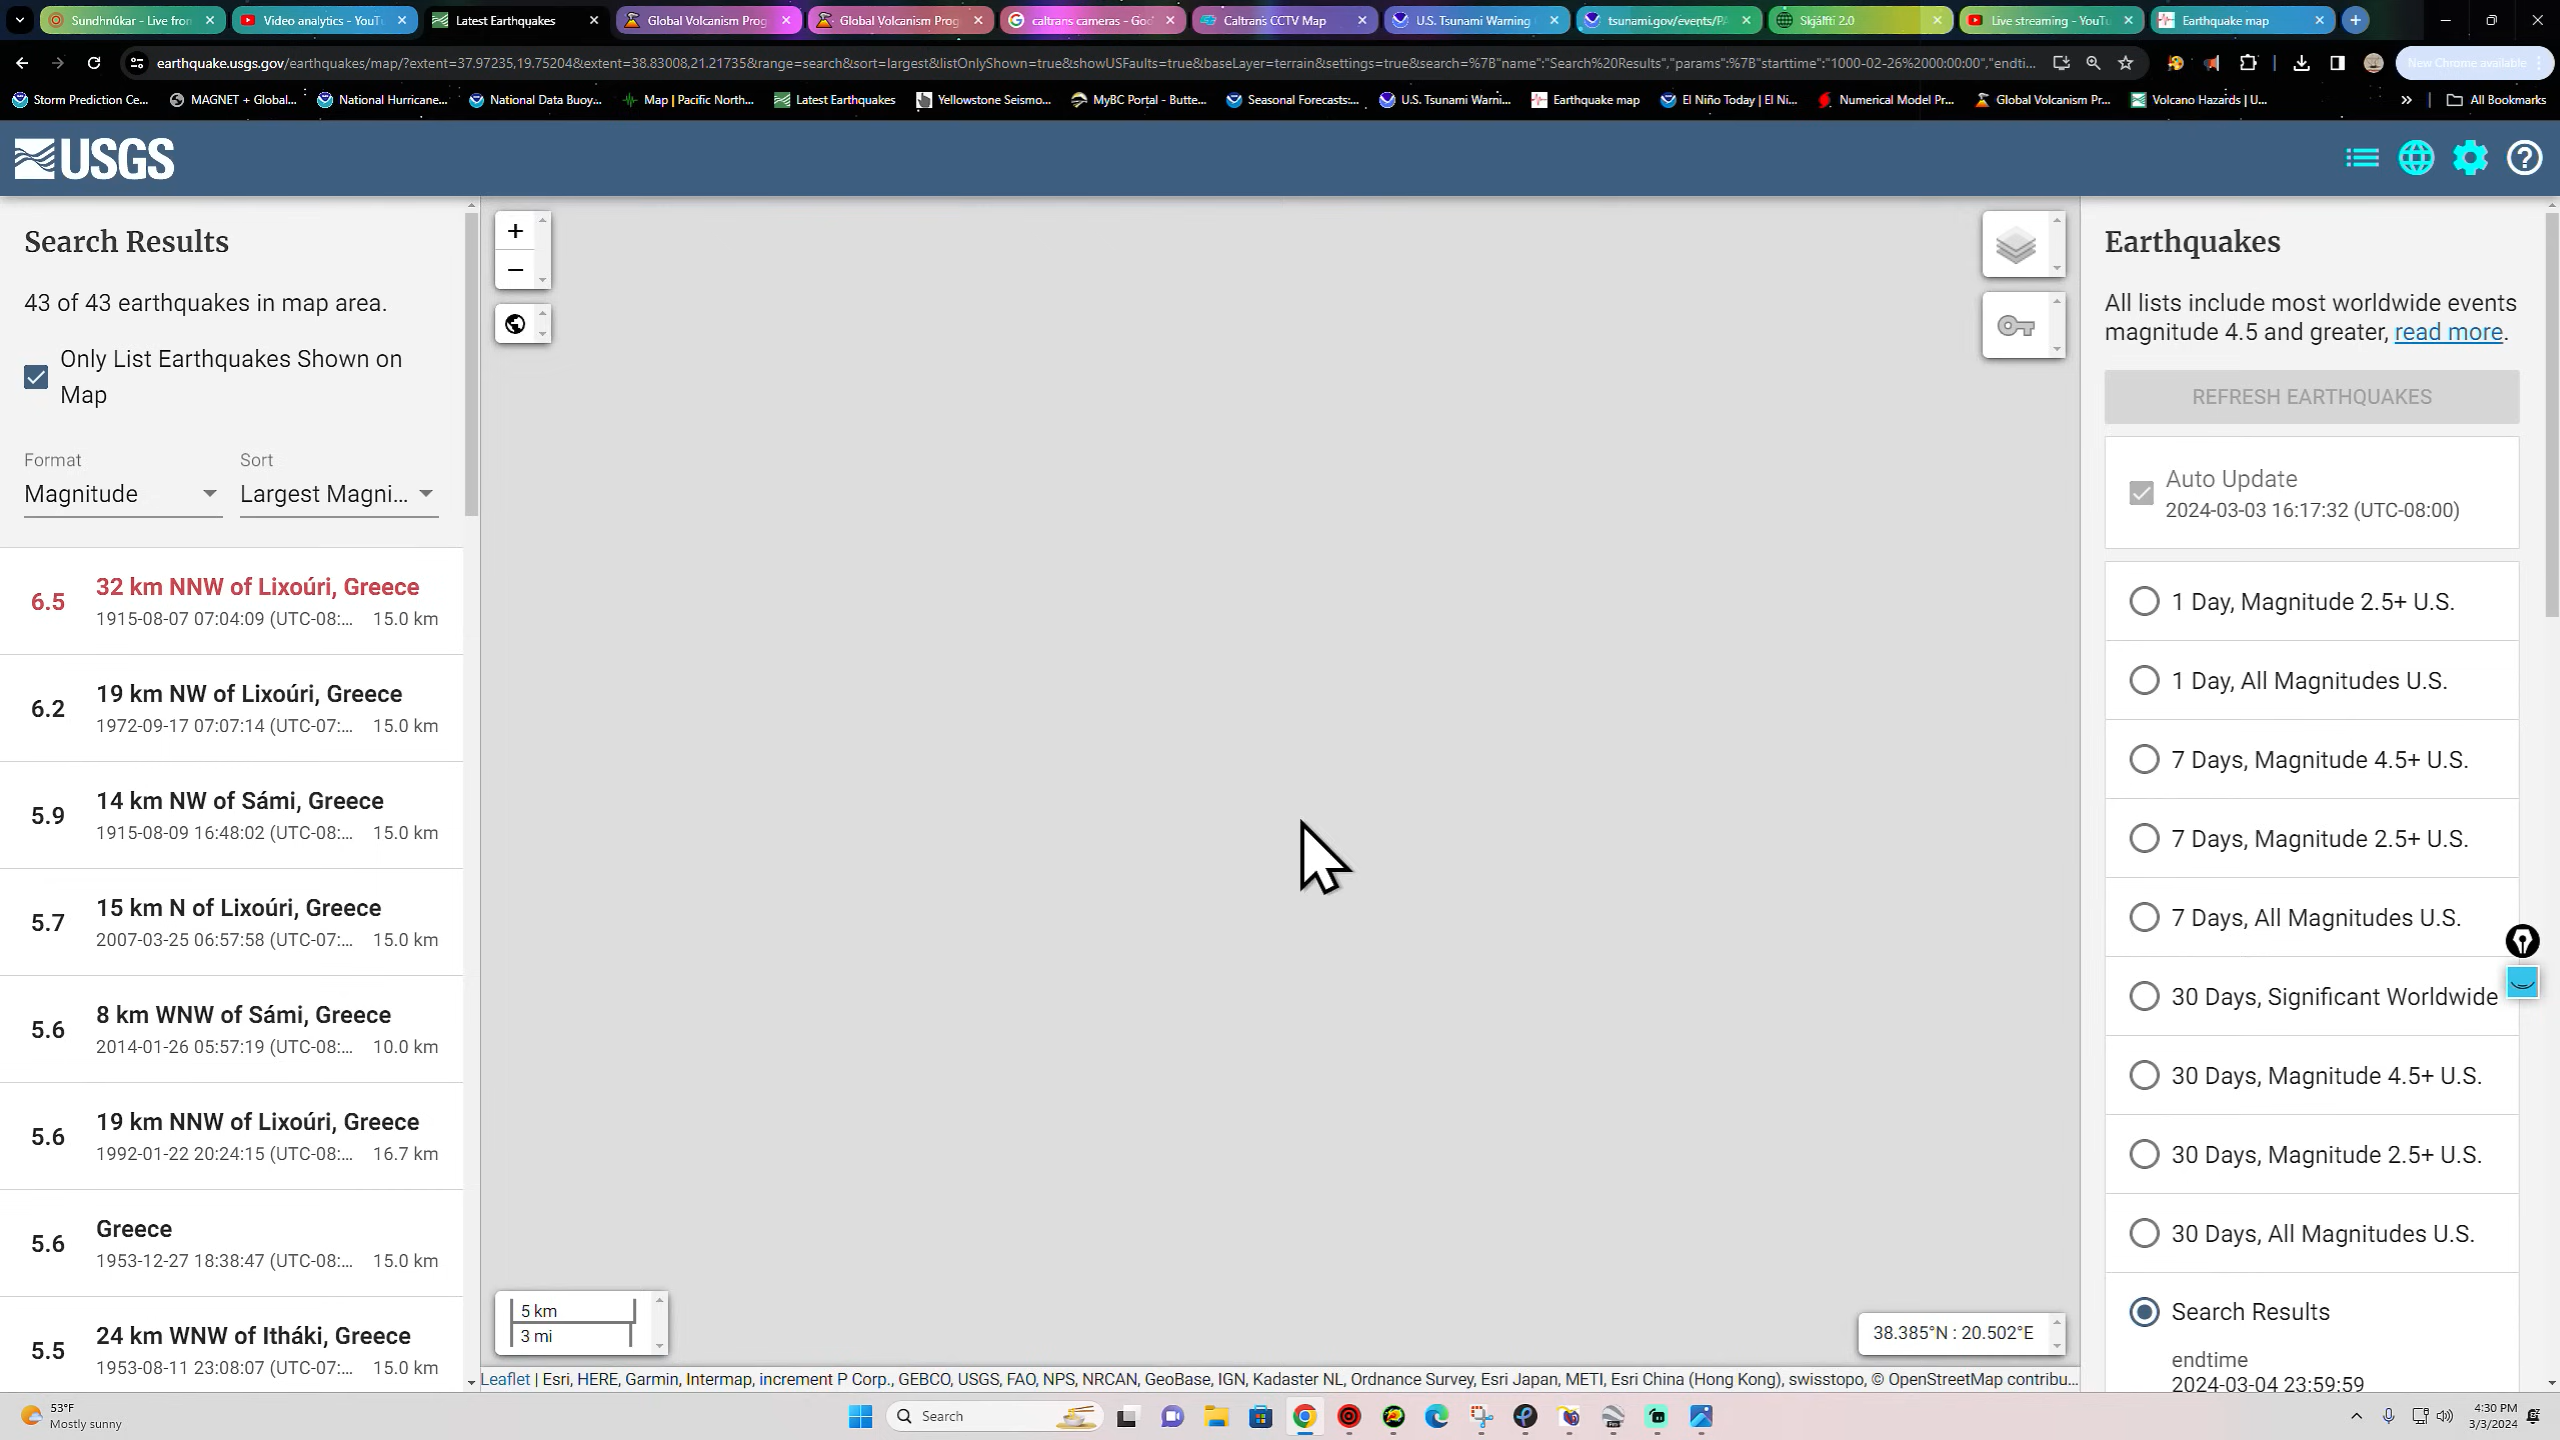 Sundhnúkar - Live from
Video analytics - YouTu
Latest Earthquakes
Global Volcanism Prog
Global Volcanism Prog
caltrans cameras - Goo
Caltrans CCTV Map
U.S. Tsunami Warning
tsunami.gov/events/PA
Skjálfti 2.0
Live streaming - YouTu
Earthquake map
earthquake.usgs.gov/earthquakes/map/?extent=37.97235,19.75204&extent=38.83008,21.21735&range=search&sort=largest&listOnlyShown=true&showUSFaults=true&baseLayer=terrain&settings=true&search=%7B"name":"Search%20Results","params":%7B"starttime":"1000-02-26%2000:00:00","endti...
New Chrome available
Storm Prediction Ce...
MAGNET + Global...
National Hurricane...
National Data Buoy...
Map | Pacific North...
Latest Earthquakes
Yellowstone Seismo...
MyBC Portal - Butte...
Seasonal Forecasts:...
U.S. Tsunami Warni...
Earthquake map
El Niño Today | El Ni...
Numerical Model Pr...
Global Volcanism Pr...
Volcano Hazards | U...
All Bookmarks
USGS
Search Results
43 of 43 earthquakes in map area.
Only List Earthquakes Shown on
Map
Format
Sort
Magnitude
Largest Magni...
6.5
32 km NNW of Lixoúri, Greece
1915-08-07 07:04:09 (UTC-08:... 15.0 km
6.2
19 km NW of Lixoúri, Greece
1972-09-17 07:07:14 (UTC-07:... 15.0 km
5.9
14 km NW of Sámi, Greece
1915-08-09 16:48:02 (UTC-08:... 15.0 km
5.7
15 km N of Lixoúri, Greece
2007-03-25 06:57:58 (UTC-07:... 15.0 km
5.6
8 km WNW of Sámi, Greece
2014-01-26 05:57:19 (UTC-08:... 10.0 km
5.6
19 km NNW of Lixoúri, Greece
1992-01-22 20:24:15 (UTC-08:... 16.7 km
5.6
Greece
1953-12-27 18:38:47 (UTC-08:... 15.0 km
5.5
24 km WNW of Itháki, Greece
1953-08-11 23:08:07 (UTC-07:... 15.0 km
+
−
5 km
3 mi
38.385°N : 20.502°E
Leaflet | Esri, HERE, Garmin, Intermap, increment P Corp., GEBCO, USGS, FAO, NPS, NRCAN, GeoBase, IGN, Kadaster NL, Ordnance Survey, Esri Japan, METI, Esri China (Hong Kong), swisstopo, © OpenStreetMap contribu...
Earthquakes
All lists include most worldwide events
magnitude 4.5 and greater, read more.
REFRESH EARTHQUAKES
Auto Update
2024-03-03 16:17:32 (UTC-08:00)
1 Day, Magnitude 2.5+ U.S.
1 Day, All Magnitudes U.S.
7 Days, Magnitude 4.5+ U.S.
7 Days, Magnitude 2.5+ U.S.
7 Days, All Magnitudes U.S.
30 Days, Significant Worldwide
30 Days, Magnitude 4.5+ U.S.
30 Days, Magnitude 2.5+ U.S.
30 Days, All Magnitudes U.S.
Search Results
endtime
2024-03-04 23:59:59
53°F
Mostly sunny
Search
4:30 PM
3/3/2024